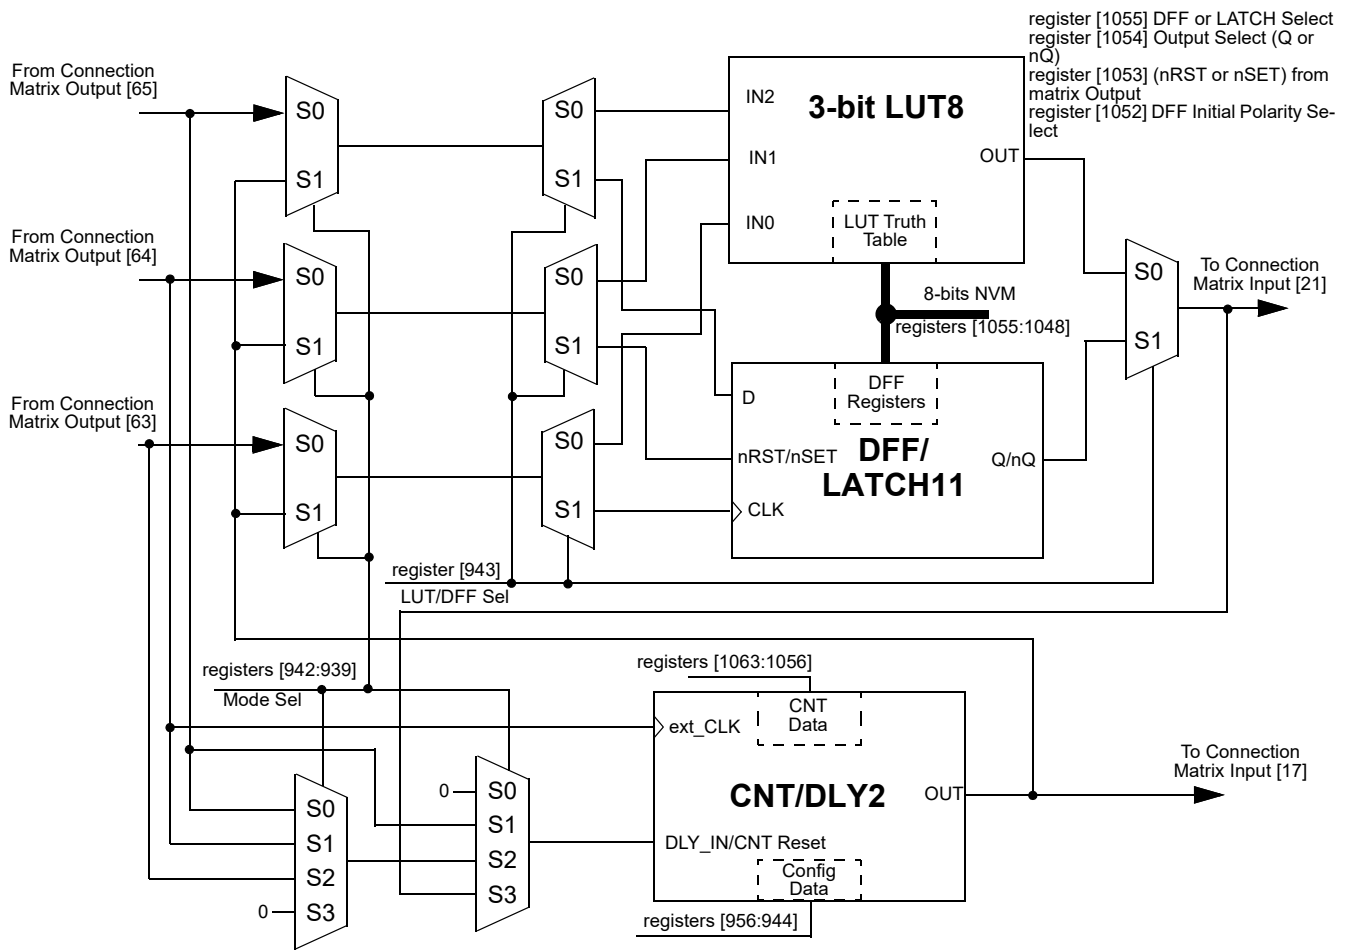 register [1055] DFF or LATCH Select
register [1054] Output Select (Q or
nQ)
register [1053] (nRST or nSET) from
matrix Output
register [1052] DFF Initial Polarity Se-
lect
From Connection
Matrix Output [65]
S0
S1
S0
S1
IN2
IN1
IN0
3-bit LUT8
OUT
LUT Truth
Table
From Connection
Matrix Output [64]
S0
S1
S0
S1
8-bits NVM
registers [1055:1048]
S0
S1
To Connection
Matrix Input [21]
From Connection
Matrix Output [63]
S0
S1
S0
S1
D
nRST/nSET
CLK
DFF
Registers
DFF/
LATCH11
Q/nQ
register [943]
LUT/DFF Sel
registers [942:939]
Mode Sel
registers [1063:1056]
CNT
Data
ext_CLK
CNT/DLY2
OUT
To Connection
Matrix Input [17]
DLY_IN/CNT Reset
Config
Data
registers [956:944]
S0
S1
S2
0
S3
0
S0
S1
S2
S3